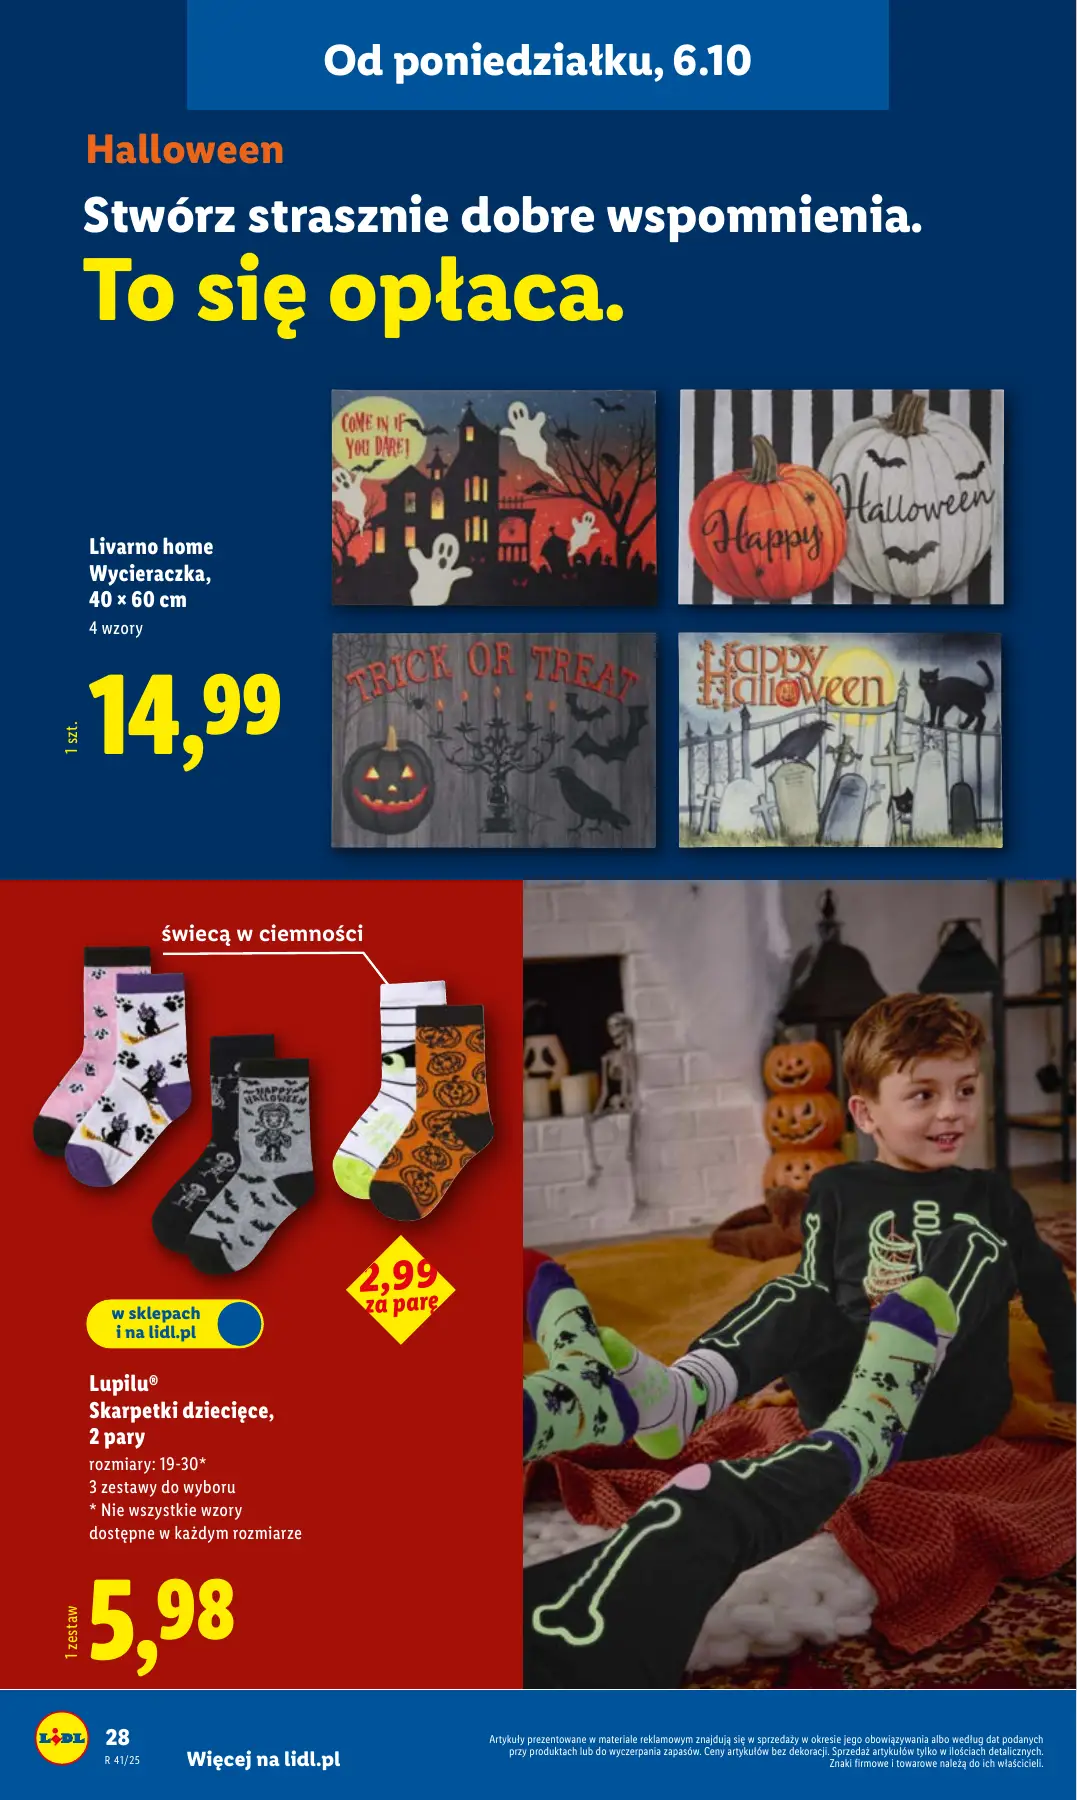 Od poniedziałku, 6.10
Halloween
Stwórz strasznie dobre wspomnienia.
To się opłaca.
COME IN IF
YOU DARE!
Happy
Halloween
Livarno home
Wycieraczka,
40 × 60 cm
4 wzory
1 szt.
14,99
TRICK OR TREAT
Happy
Halloween
świecą w ciemności
HAPPY
HALLOWEEN
2,99
za parę
w sklepach
i na lidl.pl
Lupilu®
Skarpetki dziecięce,
2 pary
rozmiary: 19-30*
3 zestawy do wyboru
* Nie wszystkie wzory
dostępne w każdym rozmiarze
1 zestaw
5,98
LIDL
28
R 41/25
Więcej na lidl.pl
Artykuły prezentowane w materiale reklamowym znajdują się w sprzedaży w okresie jego obowiązywania albo według dat podanych
przy produktach lub do wyczerpania zapasów. Ceny artykułów bez dekoracji. Sprzedaż artykułów tylko w ilościach detalicznych.
Znaki firmowe i towarowe należą do ich właścicieli.